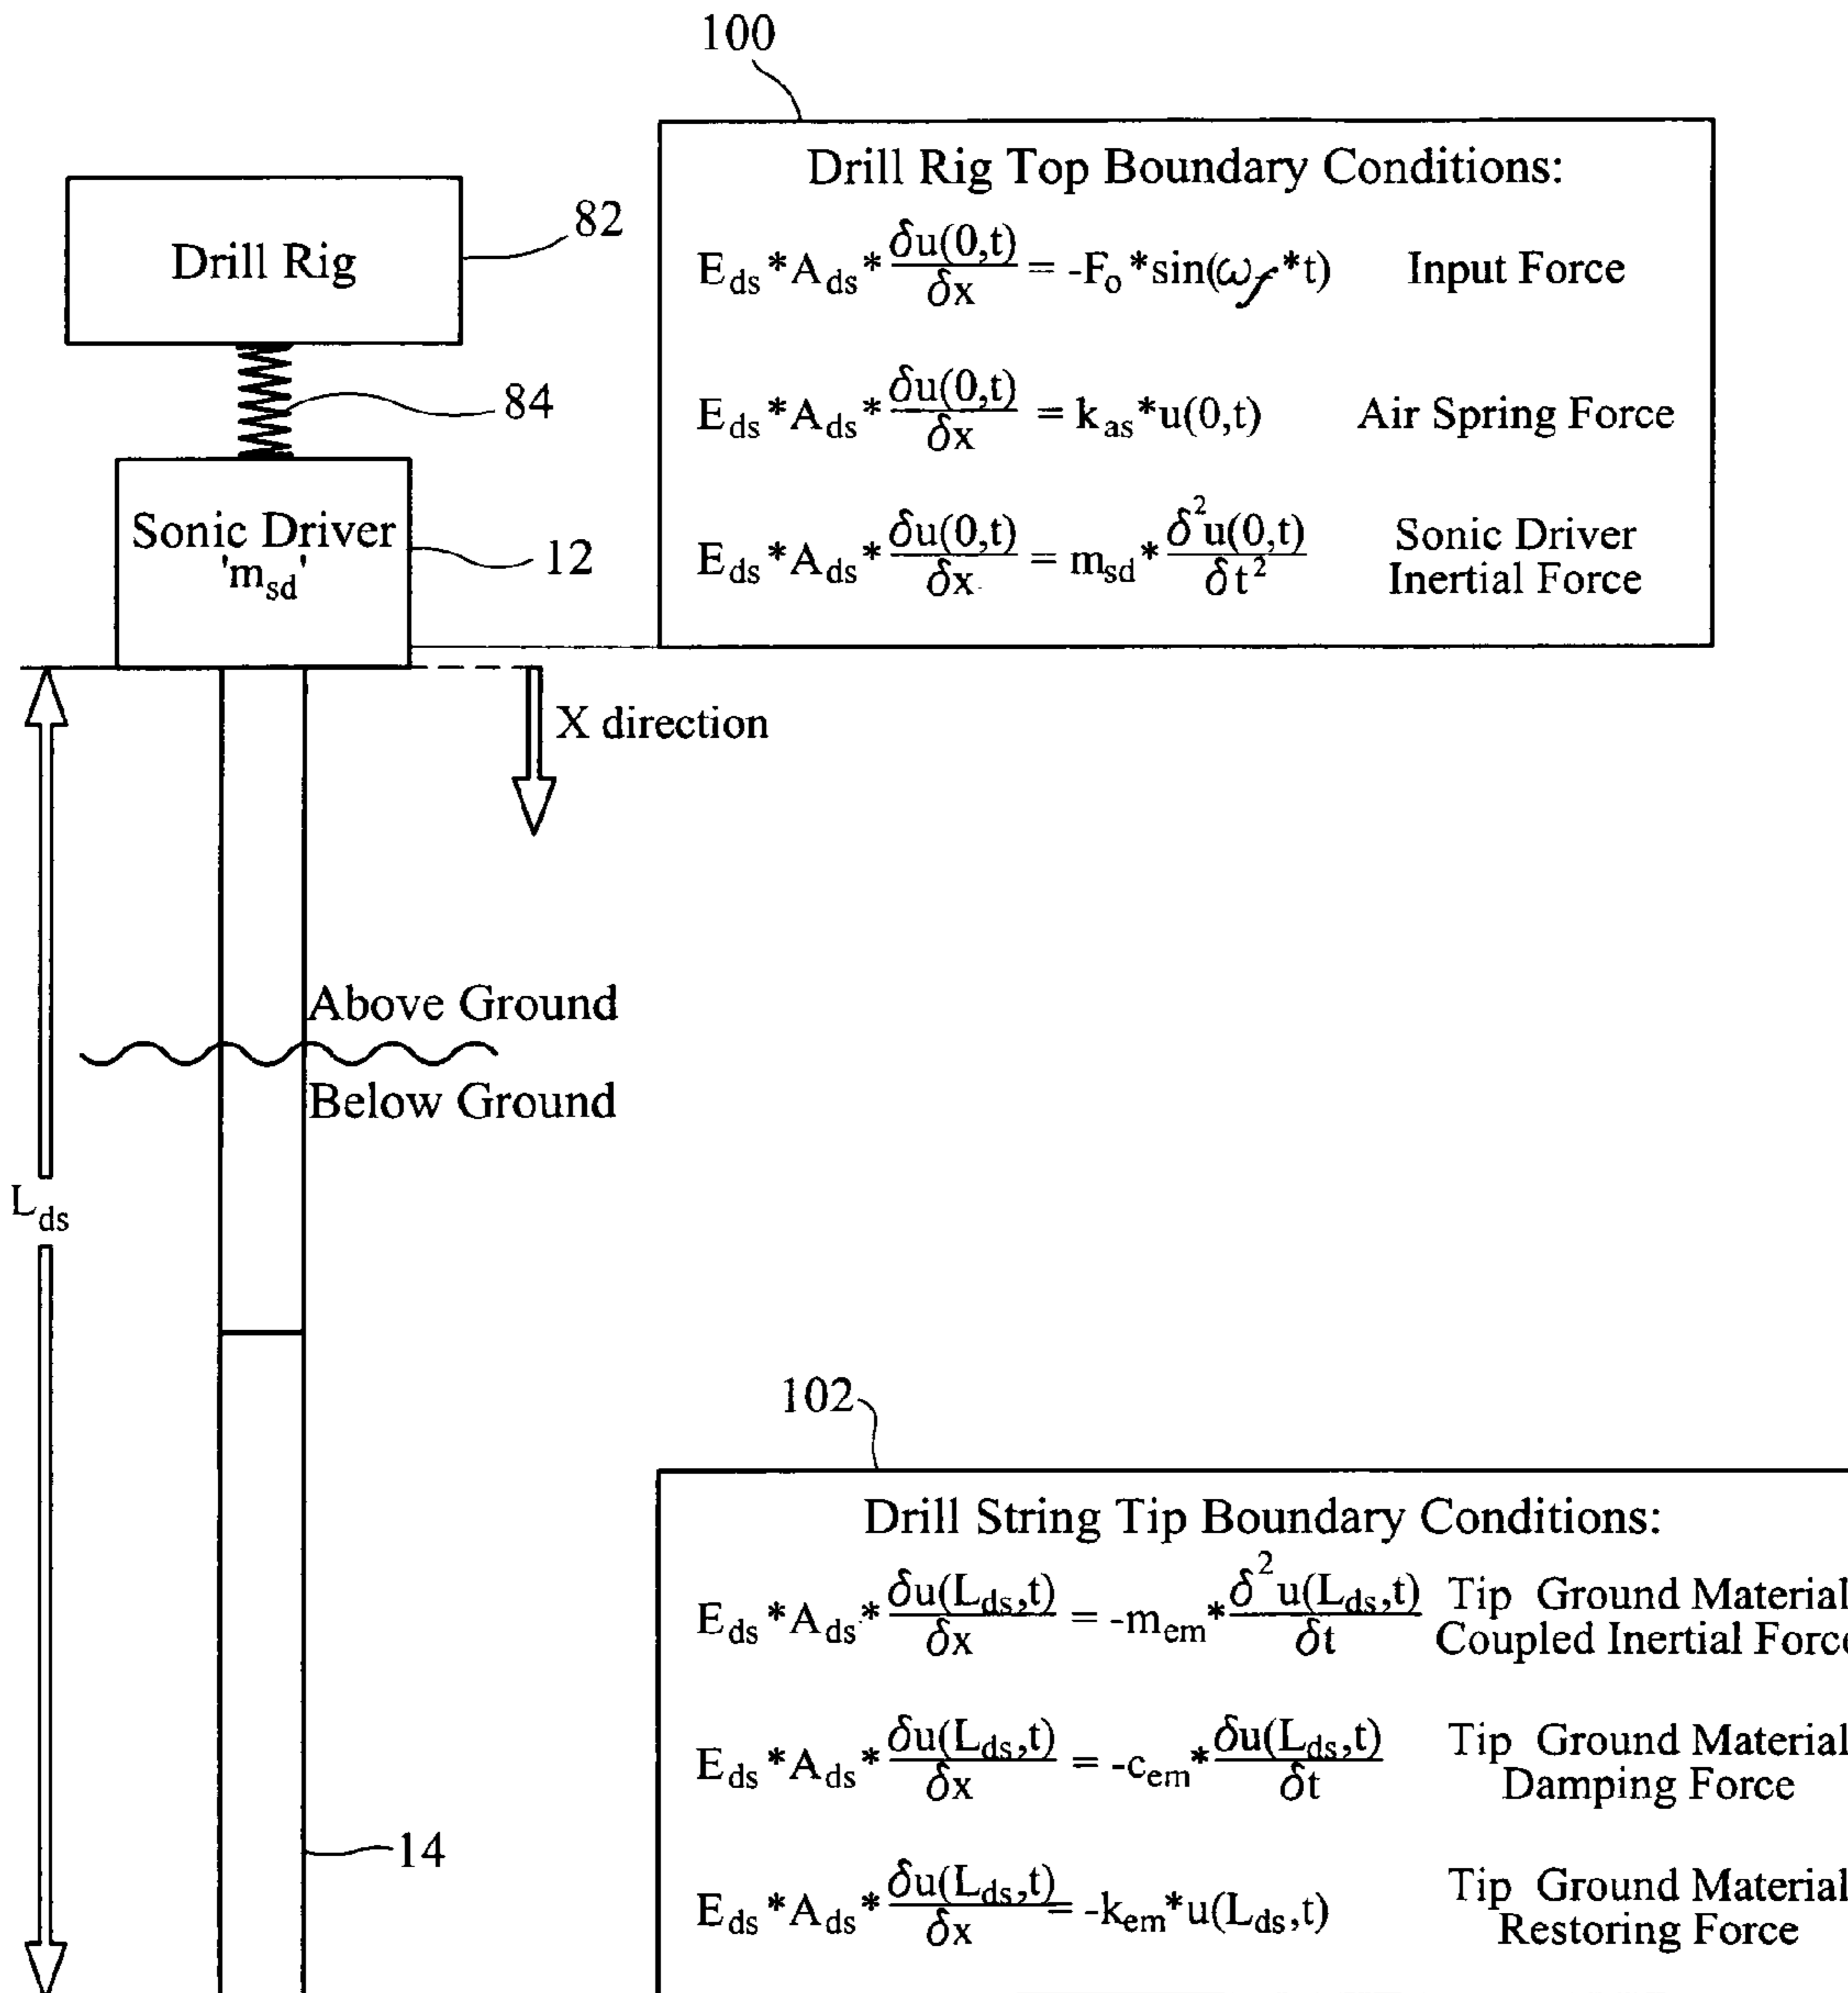 100
Drill Rig Top Boundary Conditions:
E_ds * A_ds * δu(0,t)/δx = -F_o * sin(ω_f * t) Input Force
E_ds * A_ds * δu(0,t)/δx = k_as * u(0,t) Air Spring Force
E_ds * A_ds * δu(0,t)/δx = m_sd * δ²u(0,t)/δt² Sonic Driver
Inertial Force
Drill Rig
82
84
Sonic Driver
'm_sd'
12
X direction
Above Ground
Below Ground
L_ds
14
102
Drill String Tip Boundary Conditions:
E_ds * A_ds * δu(L_ds,t)/δx = -m_em * δ²u(L_ds,t)/δt Tip Ground Material
Coupled Inertial Forc
E_ds * A_ds * δu(L_ds,t)/δx = -c_em * δu(L_ds,t)/δt Tip Ground Material
Damping Force
E_ds * A_ds * δu(L_ds,t)/δx = -k_em * u(L_ds,t) Tip Ground Material
Restoring Force